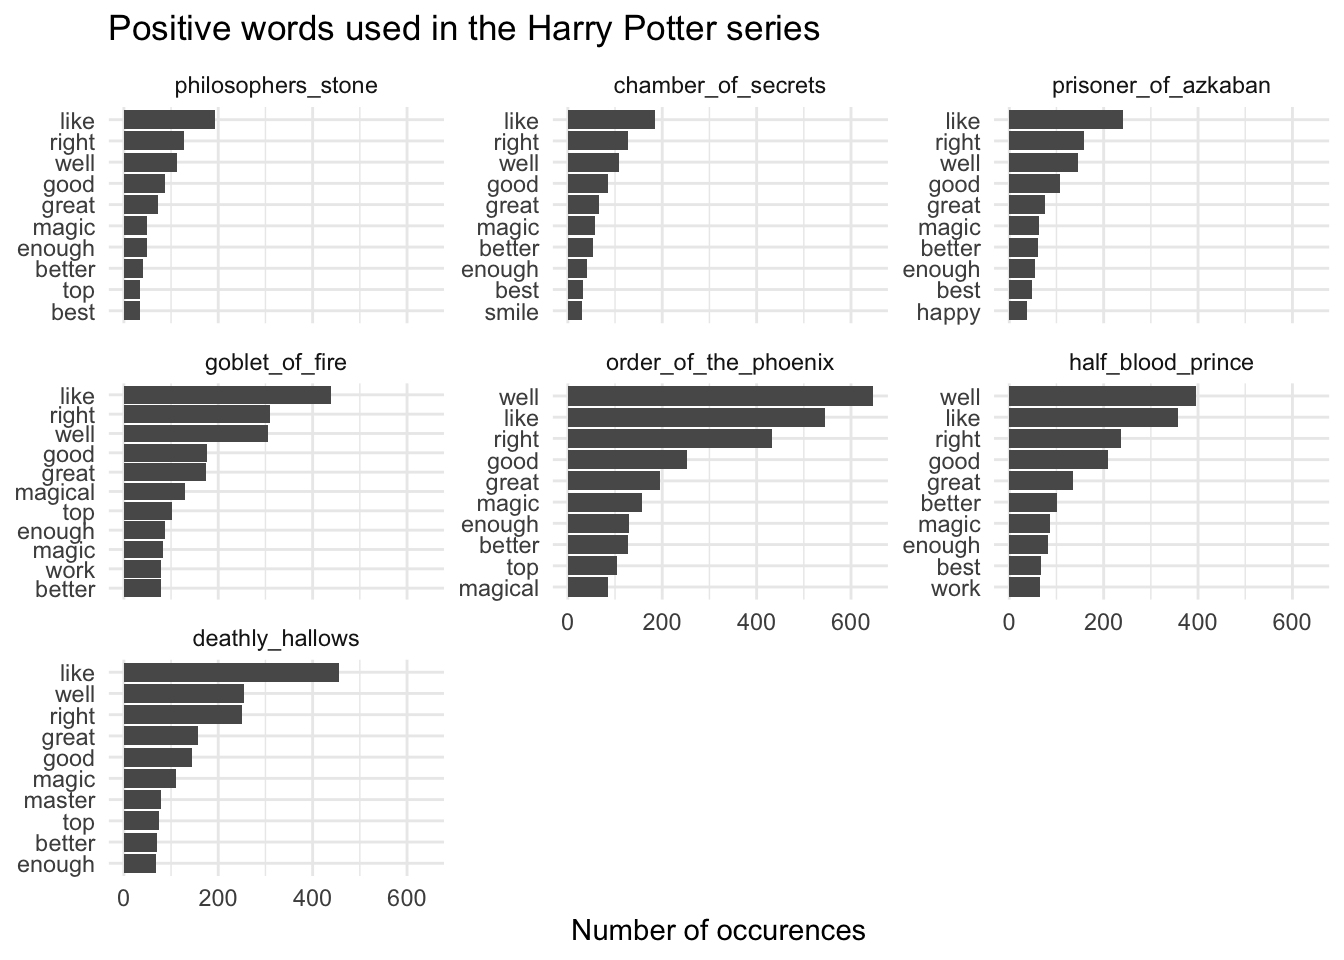 Positive words used in the Harry Potter series
philosophers_stone
like
right
well
good
great
magic
enough
better
top
best
chamber_of_secrets
like
right
well
good
great
magic
better
enough
best
smile
prisoner_of_azkaban
like
right
well
good
great
magic
better
enough
best
happy
goblet_of_fire
like
right
well
good
great
magical
top
enough
magic
work
better
order_of_the_phoenix
well
like
right
good
great
magic
enough
better
top
magical
0 200 400 600
half_blood_prince
well
like
right
good
great
better
magic
enough
best
work
0 200 400 600
deathly_hallows
like
well
right
great
good
magic
master
top
better
enough
0 200 400 600
Number of occurences